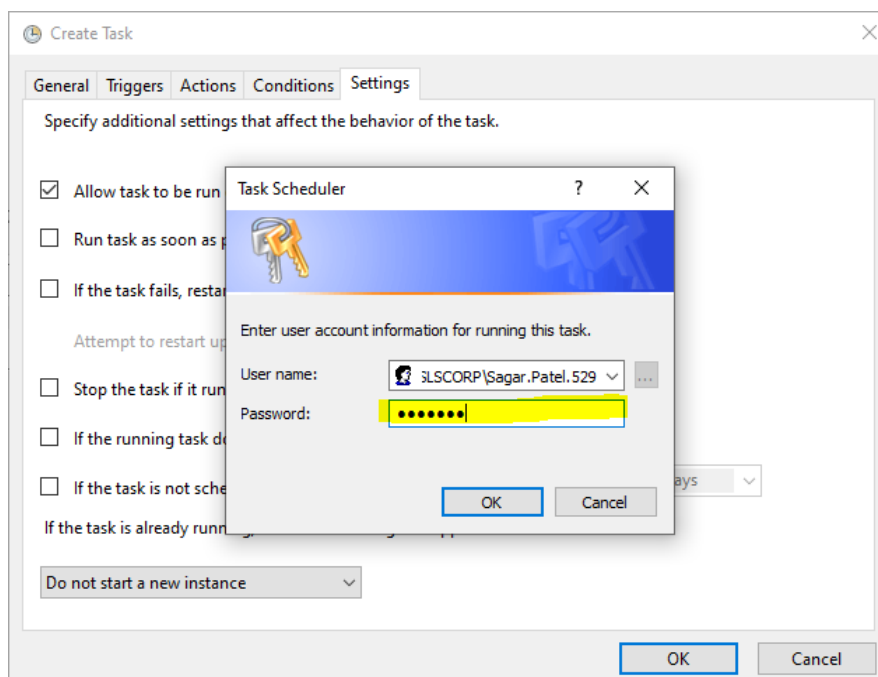 Create Task
General Triggers Actions Conditions Settings
Specify additional settings that affect the behavior of the task.
Allow task to be run
Task Scheduler ?
Run task as soon as
If the task fails,
Enter user account information for running this task.
Attempt to restart
User name: SLSCORP\Sagar.Patel.529 ...
Stop the task if it
Password: •••••••
If the running task
If the task is not
OK Cancel
ays
If the task is already
Do not start a new instance
OK Cancel